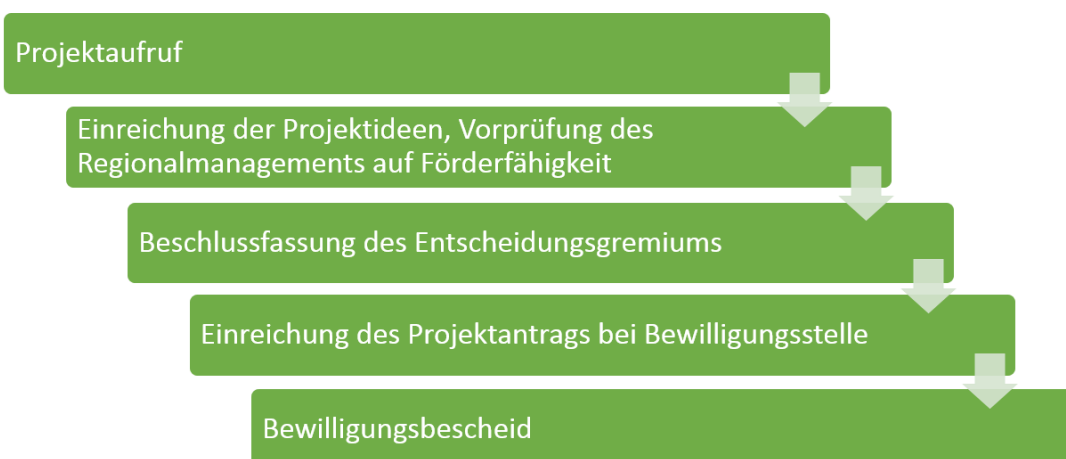 Projektaufruf
Einreichung der Projektideen, Vorprüfung des
Regionalmanagements auf Förderfähigkeit
Beschlussfassung des Entscheidungsgremiums
Einreichung des Projektantrags bei Bewilligungsstelle
Bewilligungsbescheid